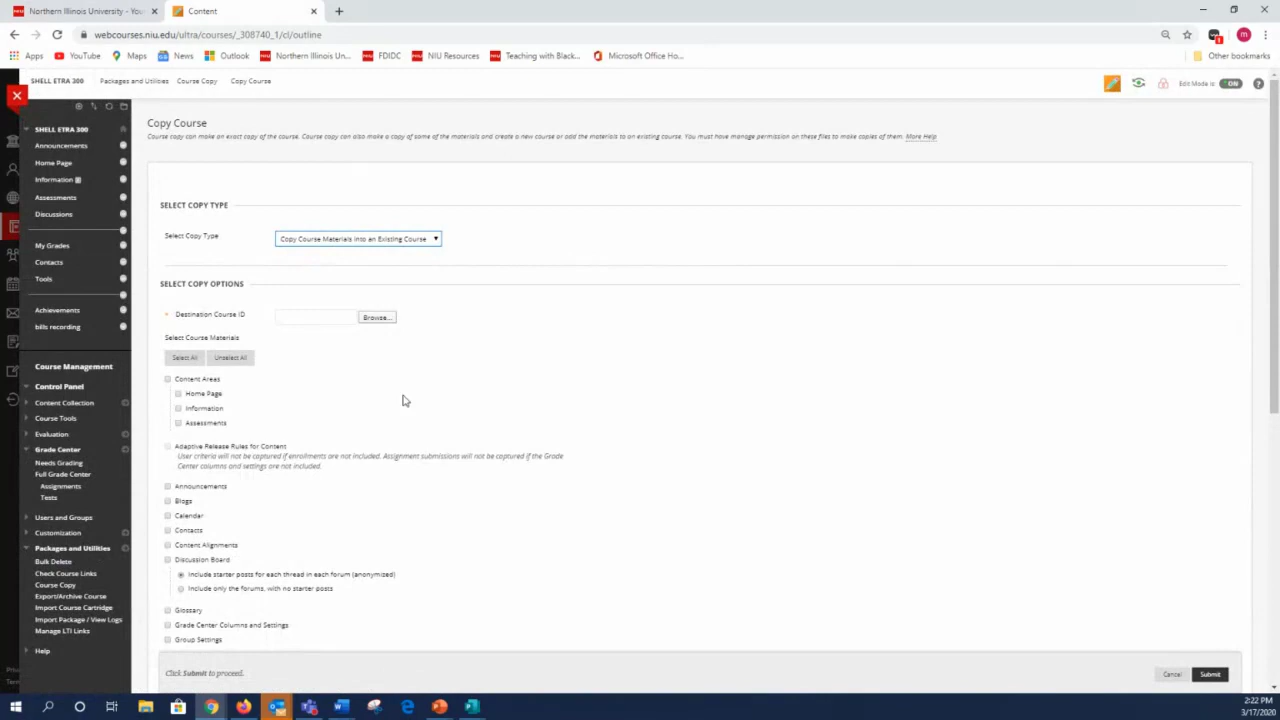 Northern Illinois University - You
Content
webcourses.niu.edu/ultra/courses/_308740_1/cl/outline
Apps YouTube Maps News Outlook Northern Illinois Un... FDIDC NIU Resources Teaching with Black... Microsoft Office Ho... Other bookmarks
SHELL ETRA 300 Packages and Utilities Course Copy Copy Course Edit Mode is: ON
SHELL ETRA 300
Announcements
Home Page
Information
Assessments
Discussions
My Grades
Contacts
Tools
Achievements
bills recording
Course Management
Control Panel
Content Collection
Course Tools
Evaluation
Grade Center
Needs Grading
Full Grade Center
Assignments
Tests
Users and Groups
Customization
Packages and Utilities
Bulk Delete
Check Course Links
Course Copy
Export/Archive Course
Import Course Cartridge
Import Package / View Logs
Manage LTI Links
Help
Copy Course
Course copy can make an exact copy of the course. Course copy can also make a copy of some of the materials and create a new course or add the materials to an existing course. You must have manage permission on these files to make copies of them. More Help
SELECT COPY TYPE
Select Copy Type Copy Course Materials into an Existing Course
SELECT COPY OPTIONS
Destination Course ID Browse...
Select Course Materials
Select All Unselect All
Content Areas
Home Page
Information
Assessments
Adaptive Release Rules for Content
User criteria will not be captured if enrollments are not included. Assignment submissions will not be captured if the Grade
Center columns and settings are not included.
Announcements
Blogs
Calendar
Contacts
Content Alignments
Discussion Board
Include starter posts for each thread in each forum (anonymized)
Include only the forums, with no starter posts
Glossary
Grade Center Columns and Settings
Group Settings
Click Submit to proceed. Cancel Submit
2:22 PM
3/17/2020